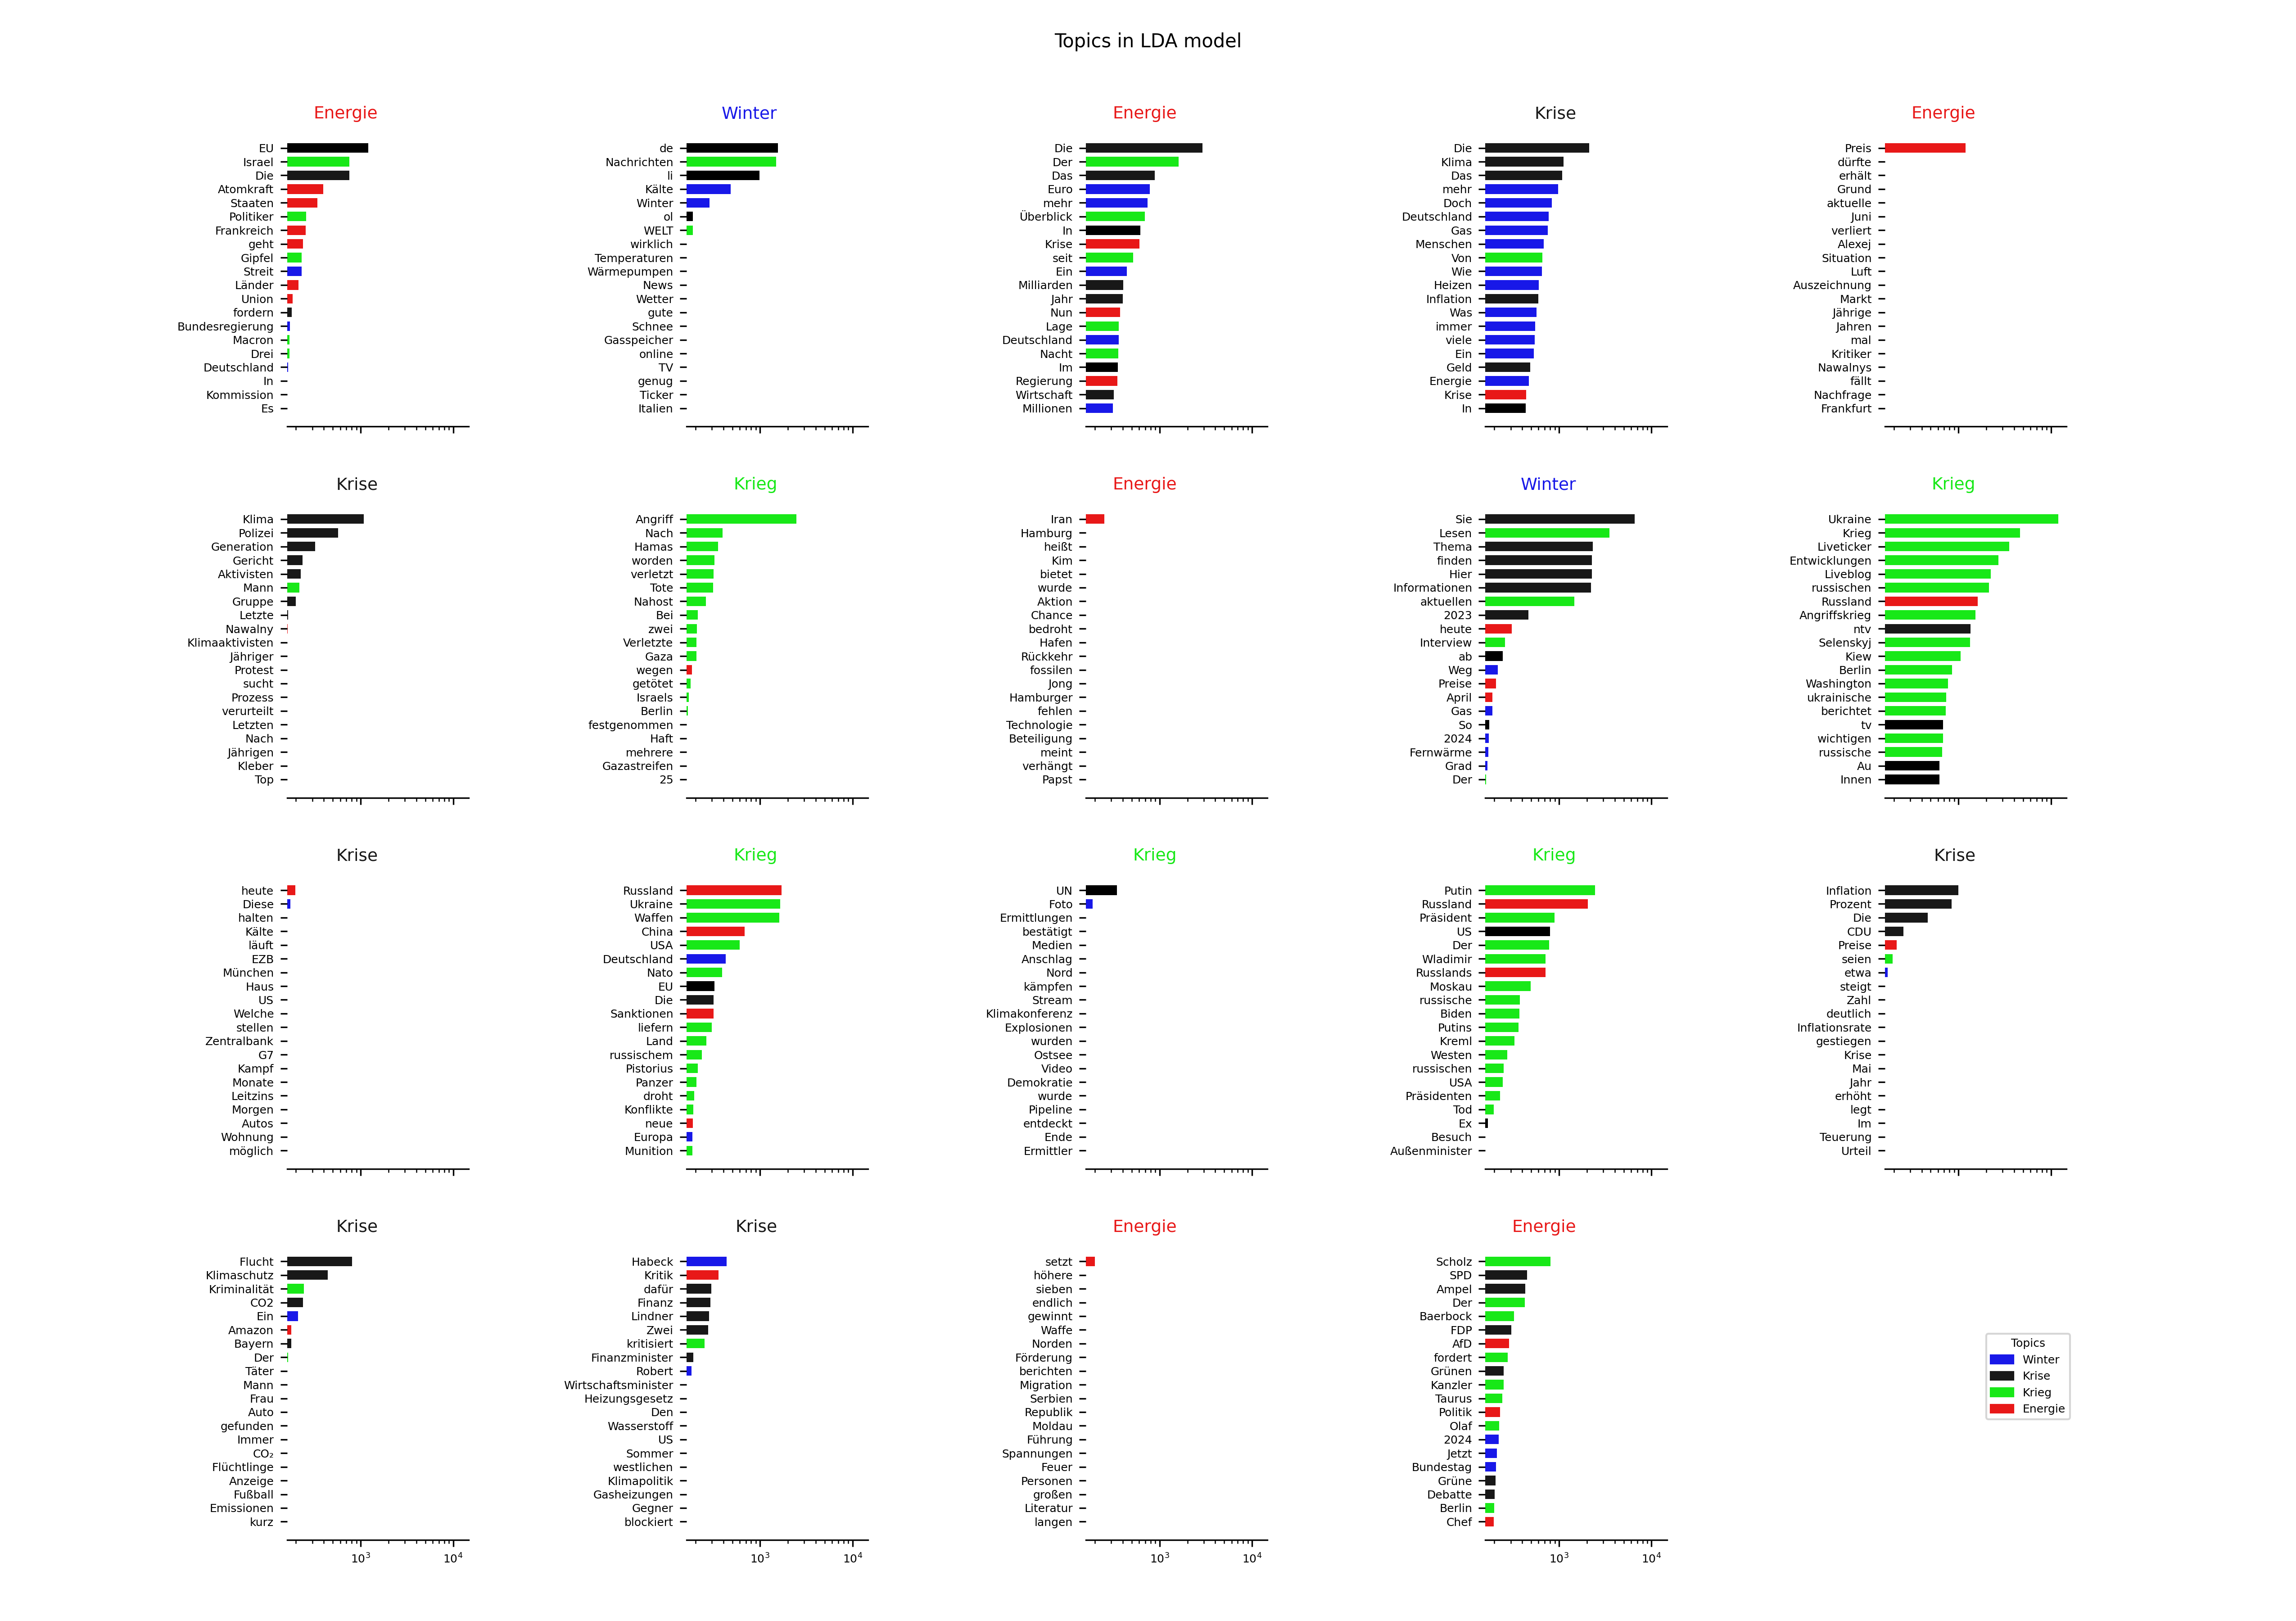 Topics in LDA model
Energie
EU
Israel
Die
Atomkraft
Staaten
Politiker
Frankreich
geht
Gipfel
Streit
Länder
Union
fordern
Bundesregierung
Macron
Drei
Deutschland
In
Kommission
Es
Winter
de
Nachrichten
li
Kälte
Winter
ol
WELT
wirklich
Temperaturen
Wärmepumpen
News
Wetter
gute
Schnee
Gasspeicher
online
TV
genug
Ticker
Italien
Energie
Die
Der
Das
Euro
mehr
Überblick
In
Krise
seit
Ein
Milliarden
Jahr
Nun
Lage
Deutschland
Nacht
Im
Regierung
Wirtschaft
Millionen
Krise
Die
Klima
Das
mehr
Doch
Deutschland
Gas
Menschen
Von
Wie
Heizen
Inflation
Was
immer
viele
Ein
Geld
Energie
Krise
In
Energie
Preis
dürfte
erhält
Grund
aktuelle
Juni
verliert
Alexej
Situation
Luft
Auszeichnung
Markt
Jährige
Jahren
mal
Kritiker
Nawalnys
fällt
Nachfrage
Frankfurt
Krise
Klima
Polizei
Generation
Gericht
Aktivisten
Mann
Gruppe
Letzte
Nawalny
Klimaaktivisten
Jähriger
Protest
sucht
Prozess
verurteilt
Letzten
Nach
Jährigen
Kleber
Top
Krieg
Angriff
Nach
Hamas
worden
verletzt
Tote
Nahost
Bei
zwei
Verletzte
Gaza
wegen
getötet
Israels
Berlin
festgenommen
Haft
mehrere
Gazastreifen
25
Energie
Iran
Hamburg
heißt
Kim
bietet
wurde
Aktion
Chance
bedroht
Hafen
Rückkehr
fossilen
Jong
Hamburger
fehlen
Technologie
Beteiligung
meint
verhängt
Papst
Winter
Sie
Lesen
Thema
finden
Hier
Informationen
aktuellen
2023
heute
Interview
ab
Weg
Preise
April
Gas
So
2024
Fernwärme
Grad
Der
Krieg
Ukraine
Krieg
Liveticker
Entwicklungen
Liveblog
russischen
Russland
Angriffskrieg
ntv
Selenskyj
Kiew
Berlin
Washington
ukrainische
berichtet
tv
wichtigen
russische
Au
Innen
Krise
heute
Diese
halten
Kälte
läuft
EZB
München
Haus
US
Welche
stellen
Zentralbank
G7
Kampf
Monate
Leitzins
Morgen
Autos
Wohnung
möglich
Krieg
Russland
Ukraine
Waffen
China
USA
Deutschland
Nato
EU
Die
Sanktionen
liefern
Land
russischem
Pistorius
Panzer
droht
Konflikte
neue
Europa
Munition
Krieg
UN
Foto
Ermittlungen
bestätigt
Medien
Anschlag
Nord
kämpfen
Stream
Klimakonferenz
Explosionen
wurden
Ostsee
Video
Demokratie
wurde
Pipeline
entdeckt
Ende
Ermittler
Krieg
Putin
Russland
Präsident
US
Der
Wladimir
Russlands
Moskau
russische
Biden
Putins
Kreml
Westen
russischen
USA
Präsidenten
Tod
Ex
Besuch
Außenminister
Krise
Inflation
Prozent
Die
CDU
Preise
seien
etwa
steigt
Zahl
deutlich
Inflationsrate
gestiegen
Krise
Mai
Jahr
erhöht
legt
Im
Teuerung
Urteil
Krise
Flucht
Klimaschutz
Kriminalität
CO2
Ein
Amazon
Bayern
Der
Täter
Mann
Frau
Auto
gefunden
Immer
CO₂
Flüchtlinge
Anzeige
Fußball
Emissionen
kurz
10³ 10⁴
Krise
Habeck
Kritik
dafür
Finanz
Lindner
Zwei
kritisiert
Finanzminister
Robert
Wirtschaftsminister
Heizungsgesetz
Den
Wasserstoff
US
Sommer
westlichen
Klimapolitik
Gasheizungen
Gegner
blockiert
10³ 10⁴
Energie
setzt
höhere
sieben
endlich
gewinnt
Waffe
Norden
Förderung
berichten
Migration
Serbien
Republik
Moldau
Führung
Spannungen
Feuer
Personen
großen
Literatur
langen
10³ 10⁴
Energie
Scholz
SPD
Ampel
Der
Baerbock
FDP
AfD
fordert
Grünen
Kanzler
Taurus
Politik
Olaf
2024
Jetzt
Bundestag
Grüne
Debatte
Berlin
Chef
10³ 10⁴
Topics
Winter
Krise
Krieg
Energie